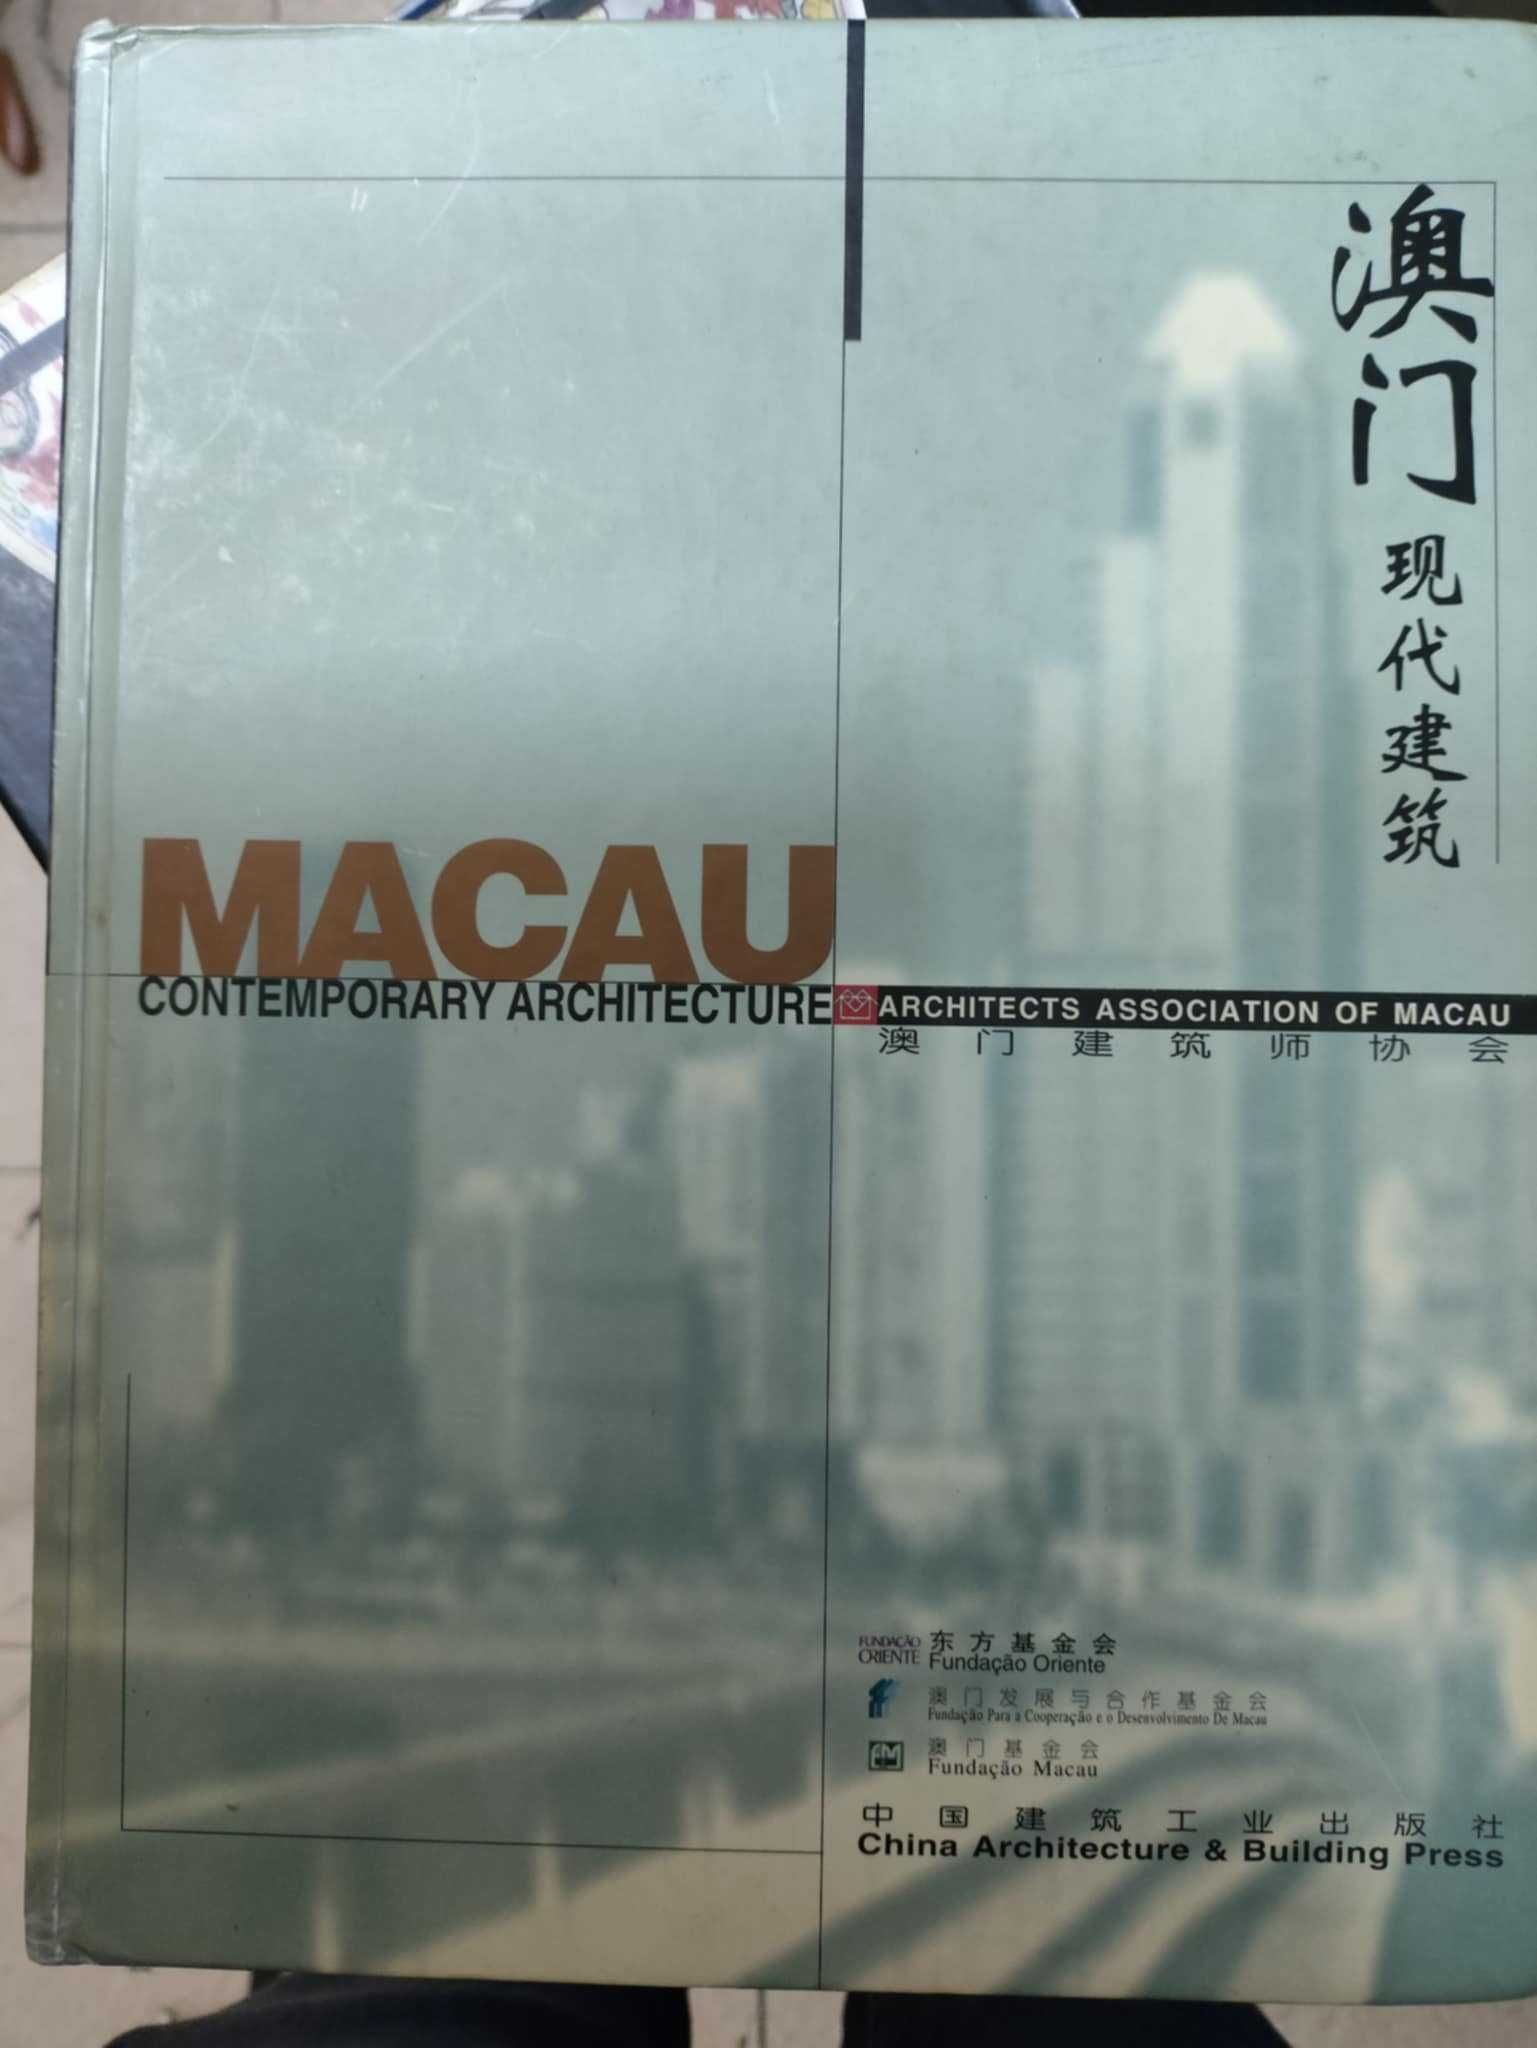 澳门
现代建筑
MACAU
CONTEMPORARY ARCHITECTURE
ARCHITECTS ASSOCIATION OF MACAU
澳门建筑师协会
FUNDAÇÃO
ORIENTE
东方基金会
Fundação Oriente
澳门发展与合作基金会
Fundação Para a Cooperação e o Desenvolvimento De Macau
FM
澳门基金会
Fundação Macau
中国建筑工业出版社
China Architecture & Building Press